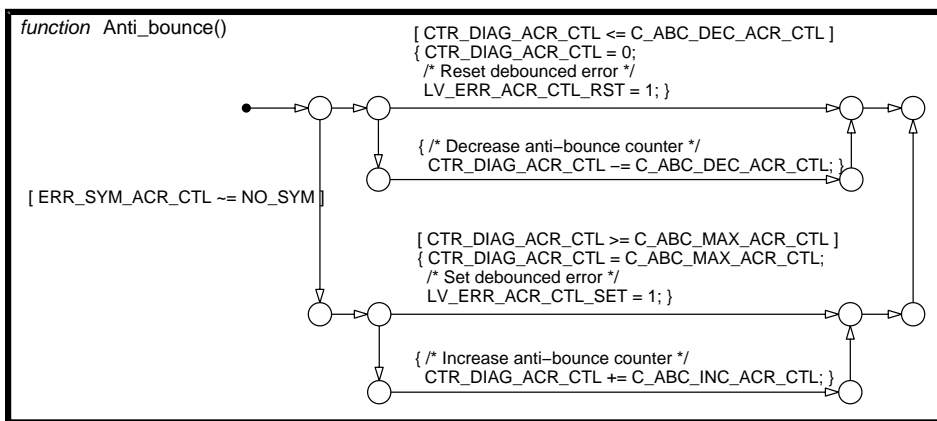 function Anti_bounce()
[ CTR_DIAG_ACR_CTL <= C_ABC_DEC_ACR_CTL ]
{ CTR_DIAG_ACR_CTL = 0;
/* Reset debounced error */
LV_ERR_ACR_CTL_RST = 1; }
{ /* Decrease anti−bounce counter */
CTR_DIAG_ACR_CTL −= C_ABC_DEC_ACR_CTL; }
[ ERR_SYM_ACR_CTL ~= NO_SYM ]
[ CTR_DIAG_ACR_CTL >= C_ABC_MAX_ACR_CTL ]
{ CTR_DIAG_ACR_CTL = C_ABC_MAX_ACR_CTL;
/* Set debounced error */
LV_ERR_ACR_CTL_SET = 1; }
{ /* Increase anti−bounce counter */
CTR_DIAG_ACR_CTL += C_ABC_INC_ACR_CTL; }